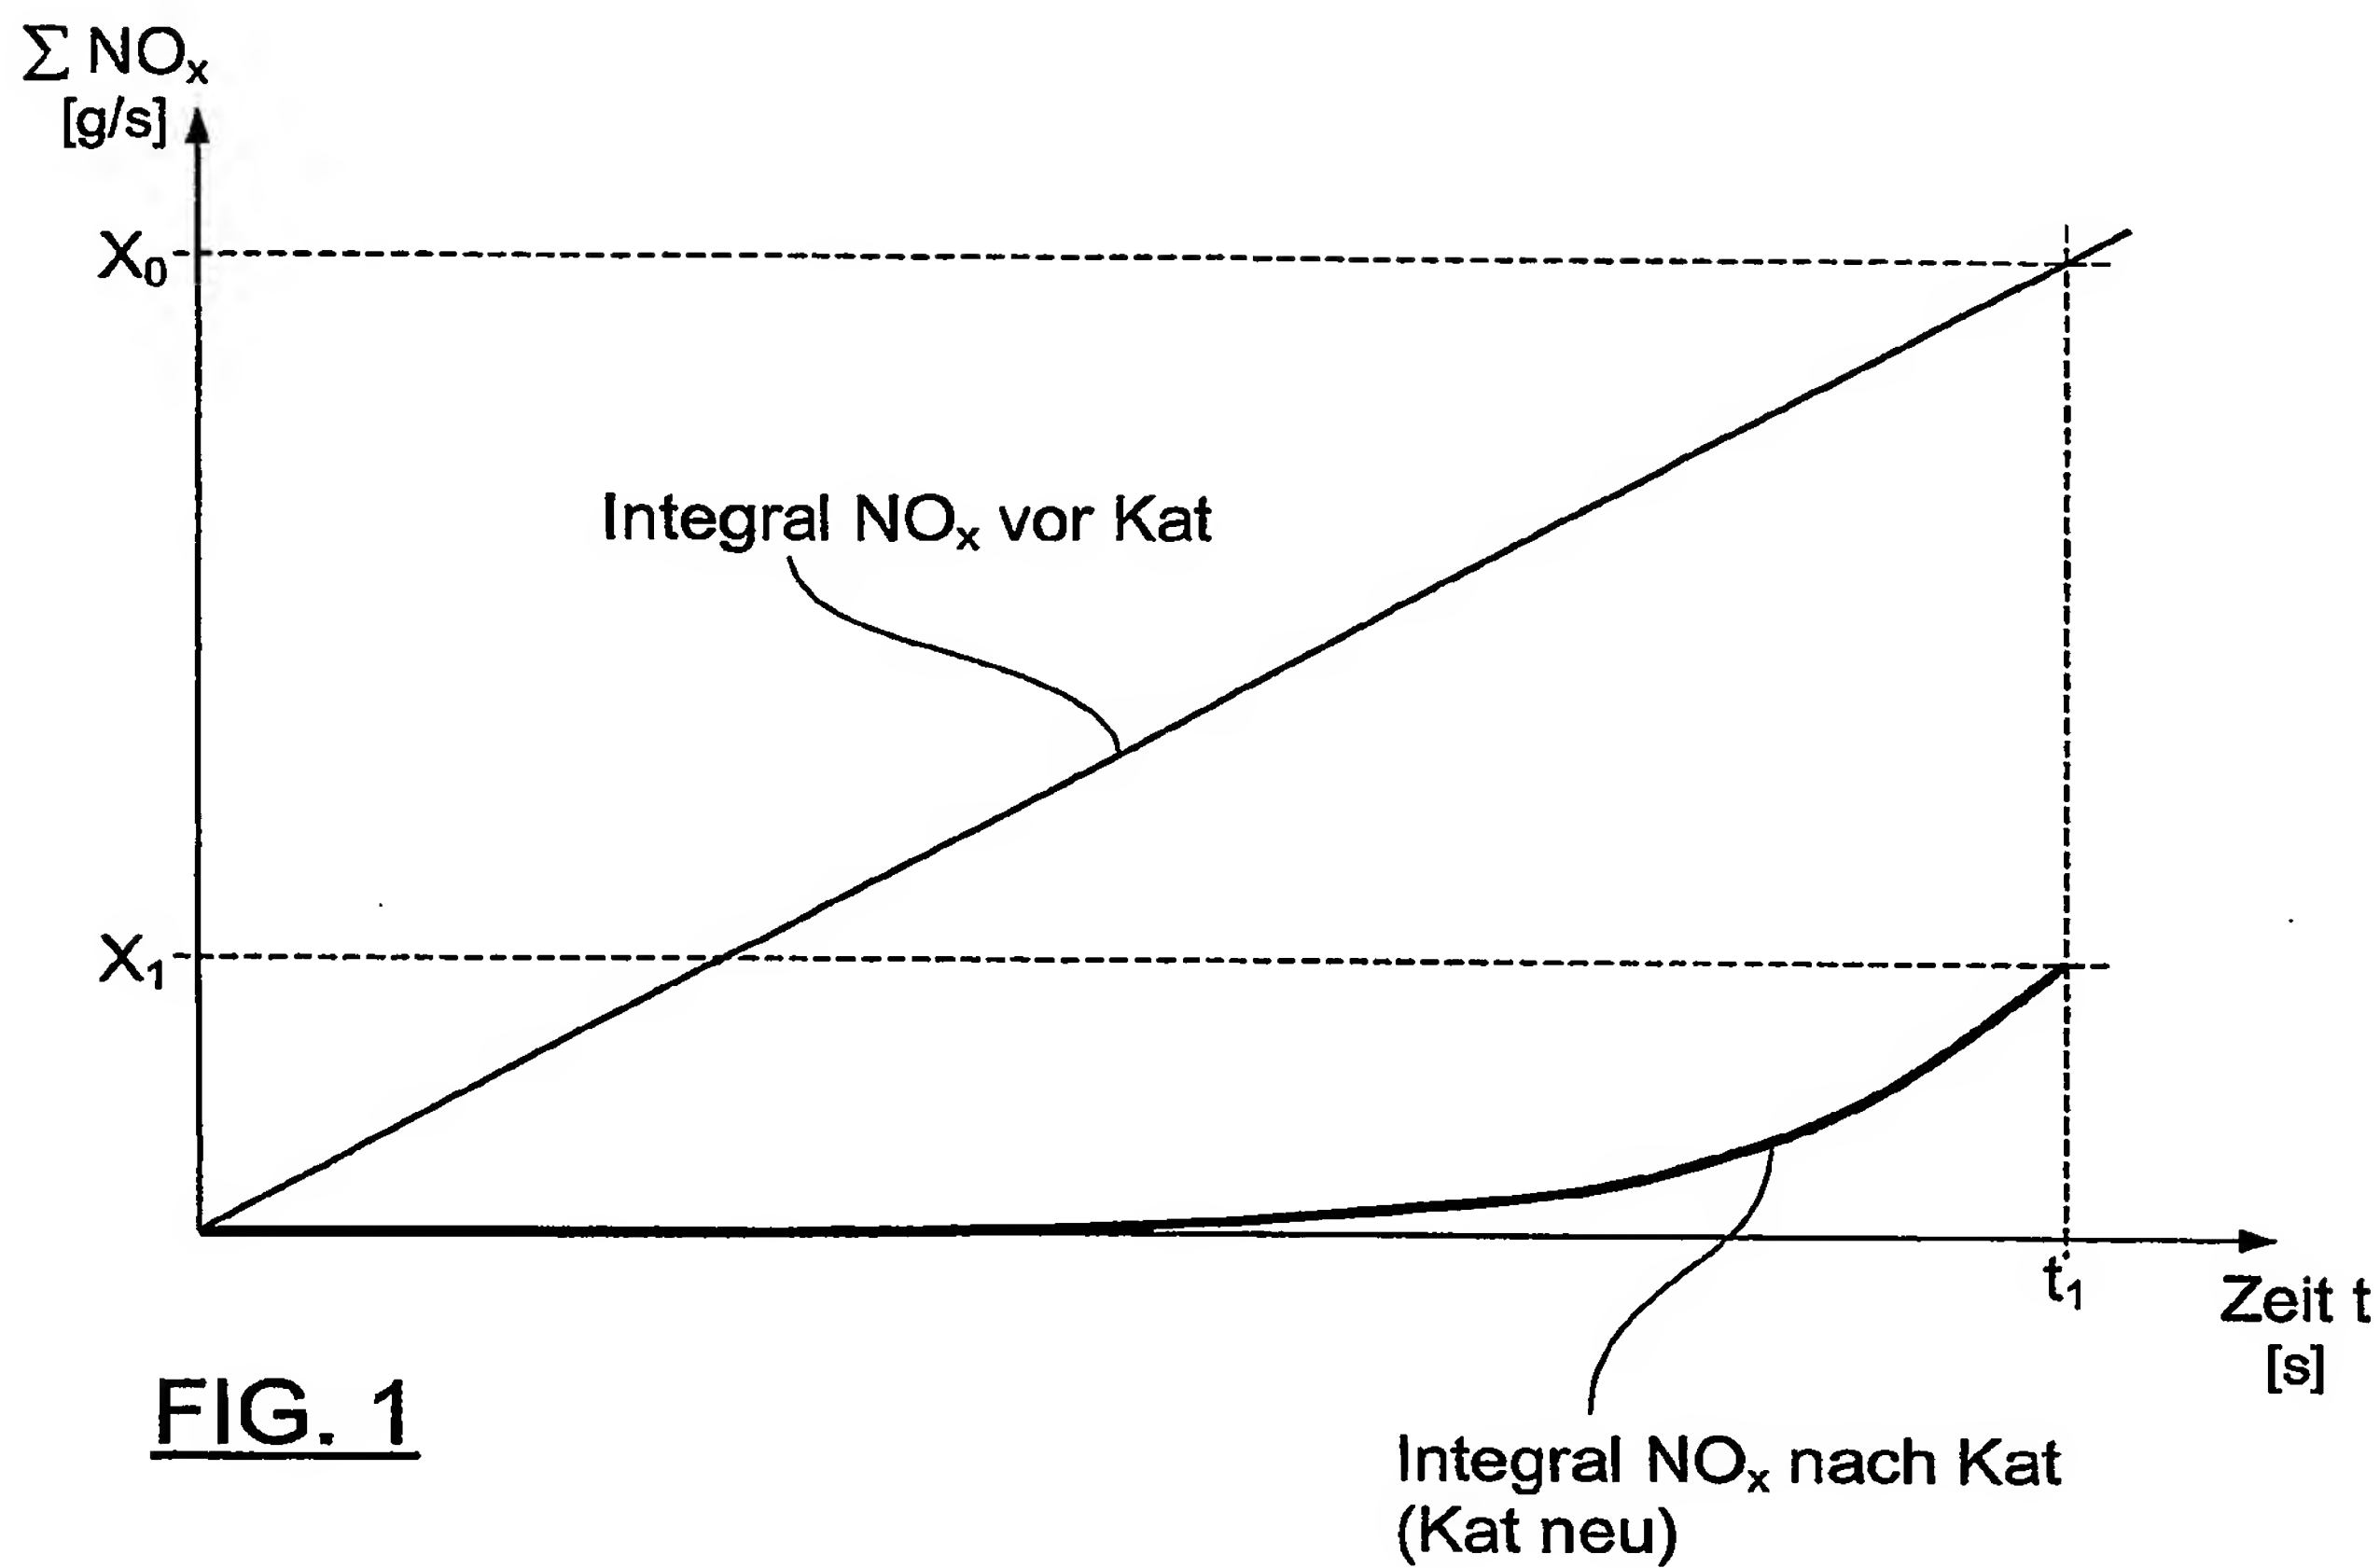 ∑ NOₓ
[g/s]
X₀
Integral NOₓ vor Kat
X₁
t₁
Zeit t
[s]
FIG. 1
Integral NOₓ nach Kat
(Kat neu)